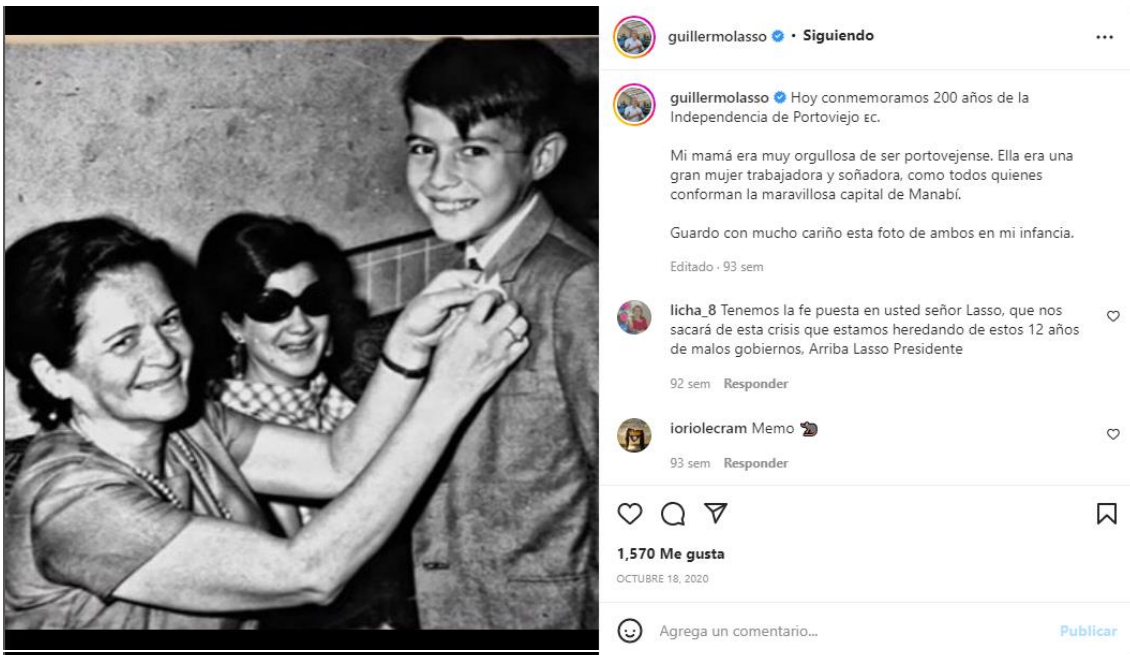 guillermolasso • Siguiendo
guillermolasso Hoy conmemoramos 200 años de la
Independencia de Portoviejo EC.
Mi mamá era muy orgullosa de ser portovejense. Ella era una
gran mujer trabajadora y soñadora, como todos quienes
conforman la maravillosa capital de Manabí.
Guardo con mucho cariño esta foto de ambos en mi infancia.
Editado · 93 sem
licha_8 Tenemos la fe puesta en usted señor Lasso, que nos
sacará de esta crisis que estamos heredando de estos 12 años
de malos gobiernos, Arriba Lasso Presidente
92 sem Responder
ioriolecram Memo 🐀
93 sem Responder
1,570 Me gusta
OCTUBRE 18, 2020
Agrega un comentario... Publicar